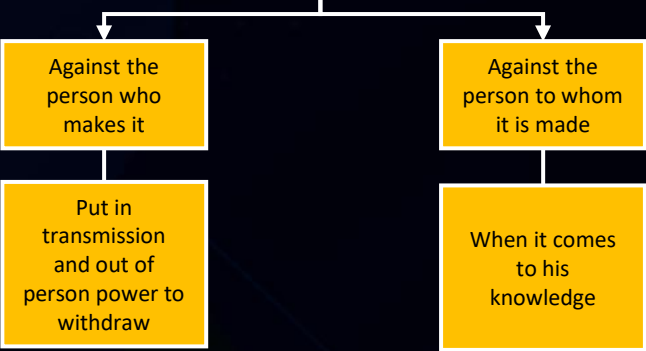 Against the
person who
makes it
Against the
person to whom
it is made
Put in
transmission
and out of
person power to
withdraw
When it comes
to his
knowledge